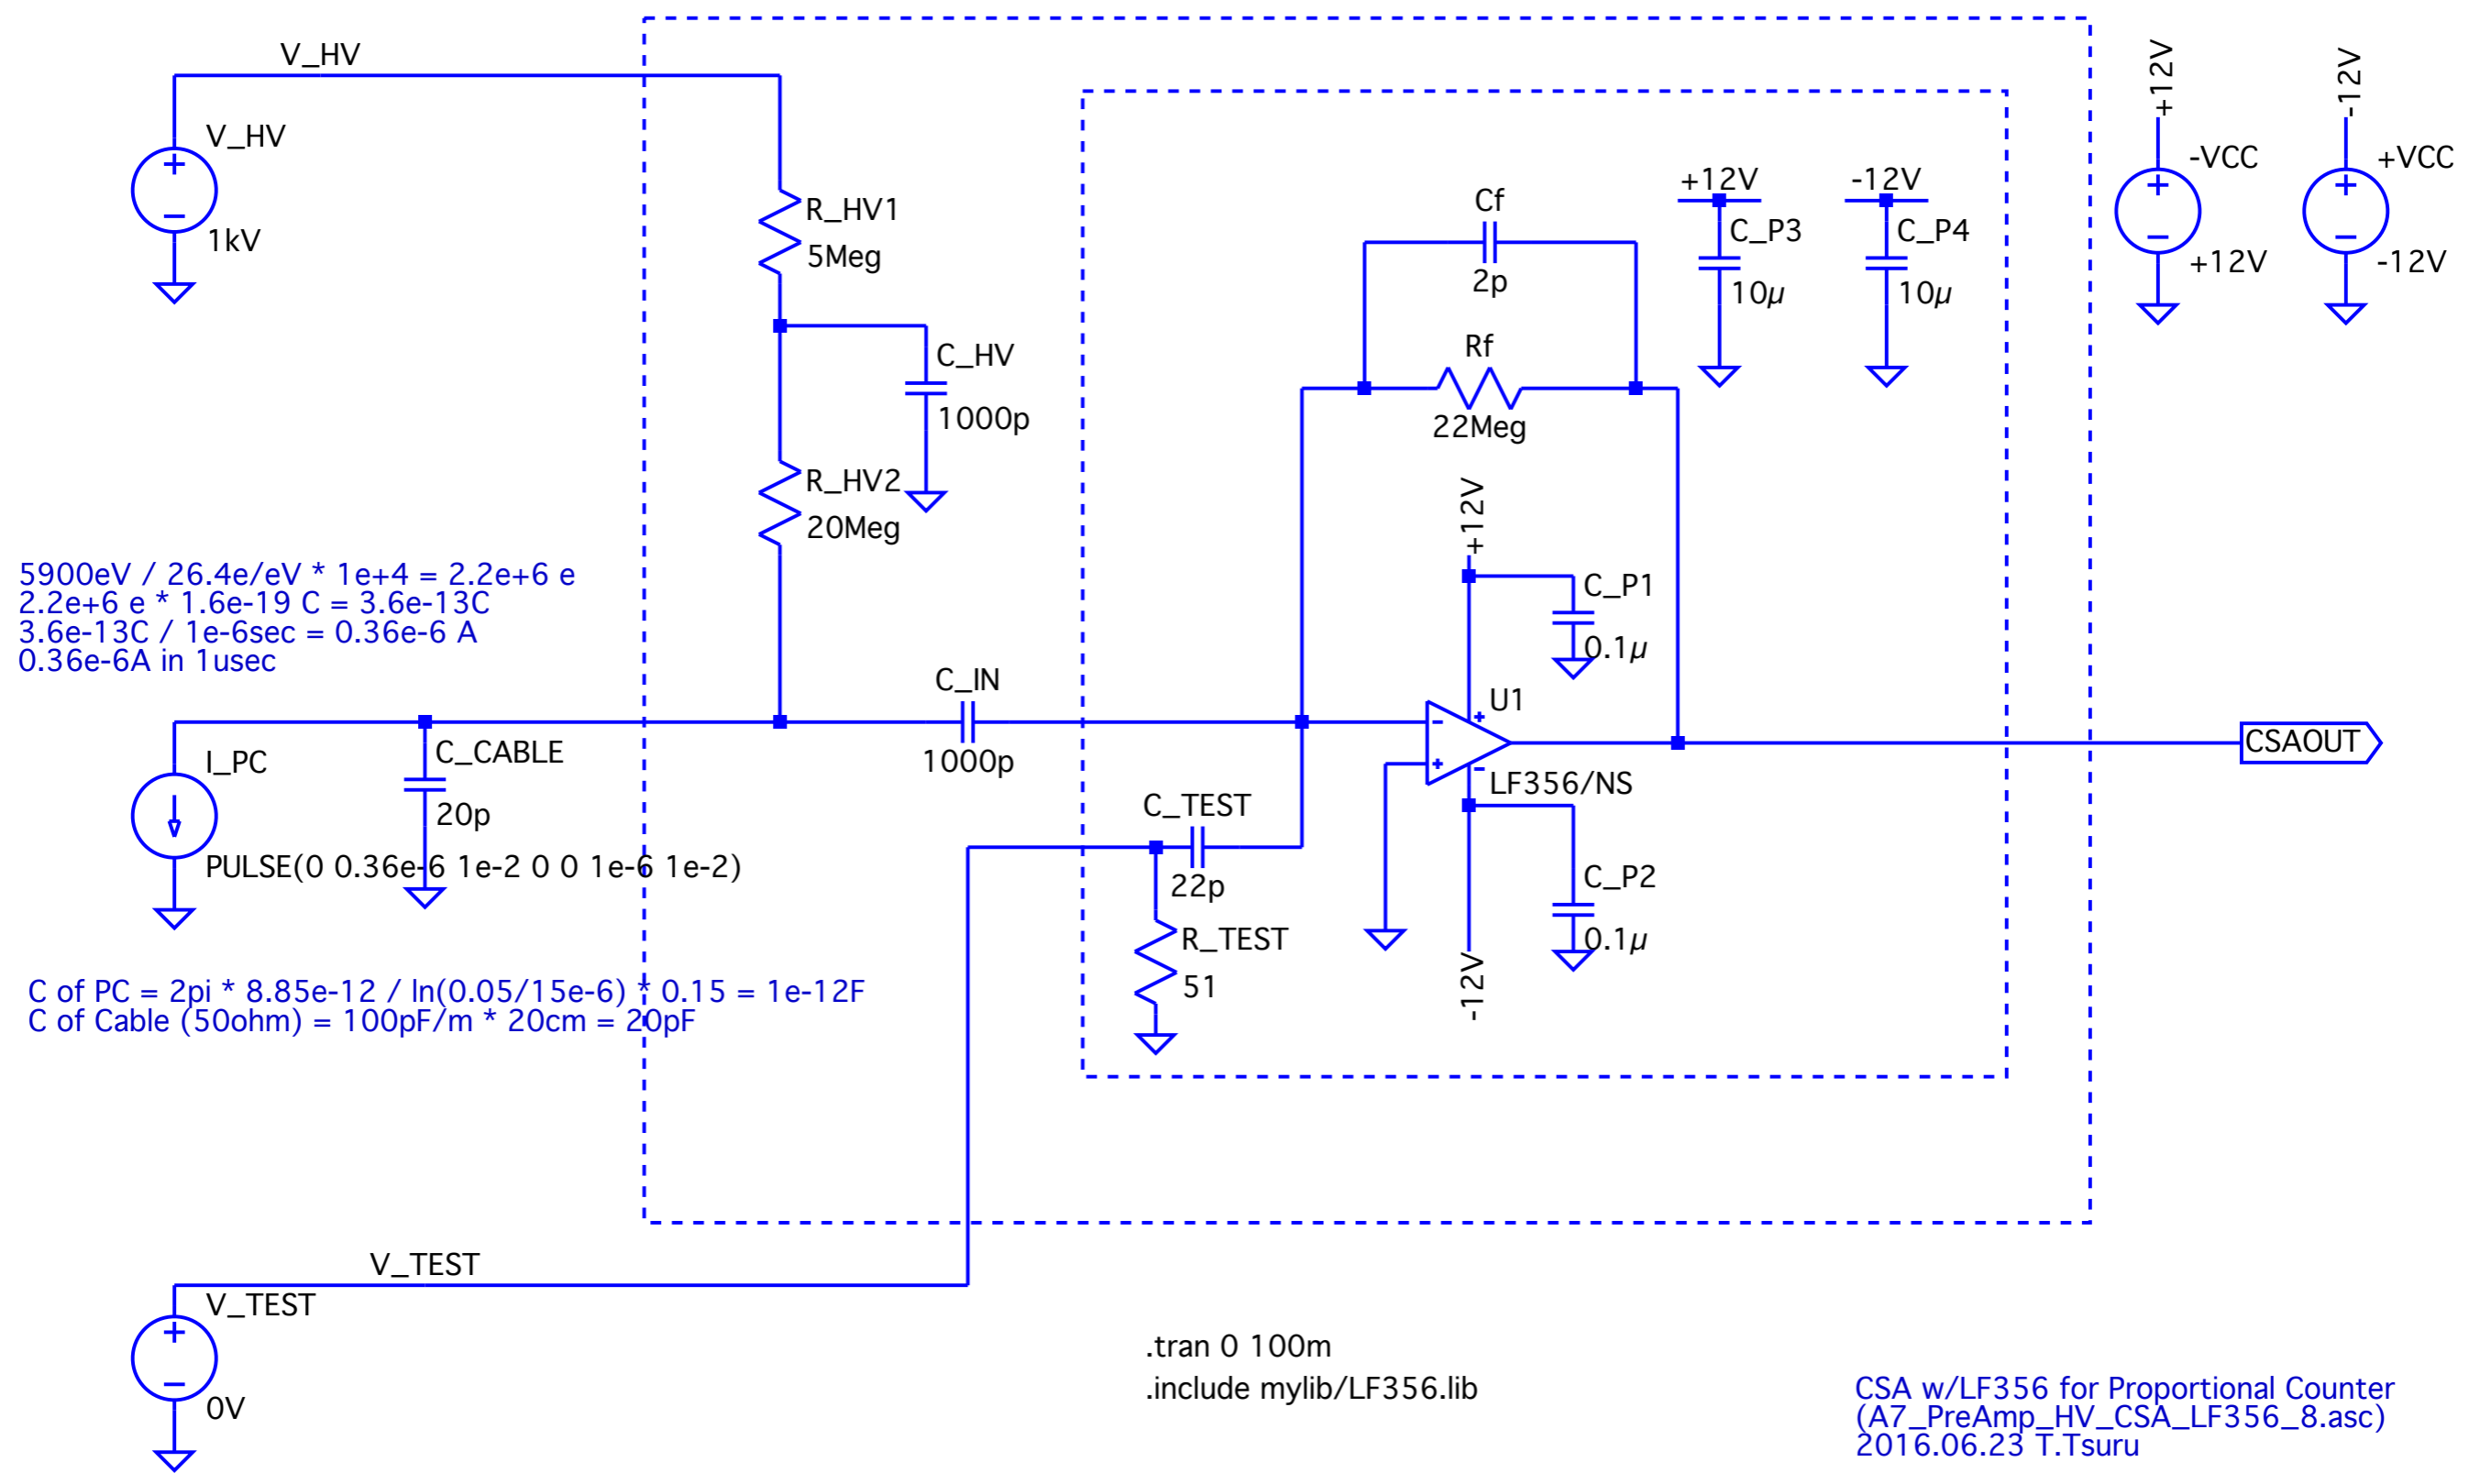 V_HV
V_HV
1kV
R_HV1
5Meg
C_HV
1000p
R_HV2
20Meg
5900eV / 26.4e/eV * 1e+4 = 2.2e+6 e
2.2e+6 e * 1.6e-19 C = 3.6e-13C
3.6e-13C / 1e-6sec = 0.36e-6 A
0.36e-6A in 1usec
I_PC
PULSE(0 0.36e-6 1e-2 0 0 1e-6 1e-2)
C_CABLE
20p
C_IN
1000p
C of PC = 2pi * 8.85e-12 / ln(0.05/15e-6) * 0.15 = 1e-12F
C of Cable (50ohm) = 100pF/m * 20cm = 20pF
C_TEST
22p
R_TEST
51
Cf
2p
Rf
22Meg
+12V
C_P3
10µ
-12V
C_P4
10µ
+12V
C_P1
0.1µ
U1
LF356/NS
C_P2
0.1µ
-12V
+12V
-VCC
+12V
-12V
+VCC
-12V
CSAOUT
V_TEST
V_TEST
0V
.tran 0 100m
.include mylib/LF356.lib
CSA w/LF356 for Proportional Counter
(A7_PreAmp_HV_CSA_LF356_8.asc)
2016.06.23 T.Tsuru